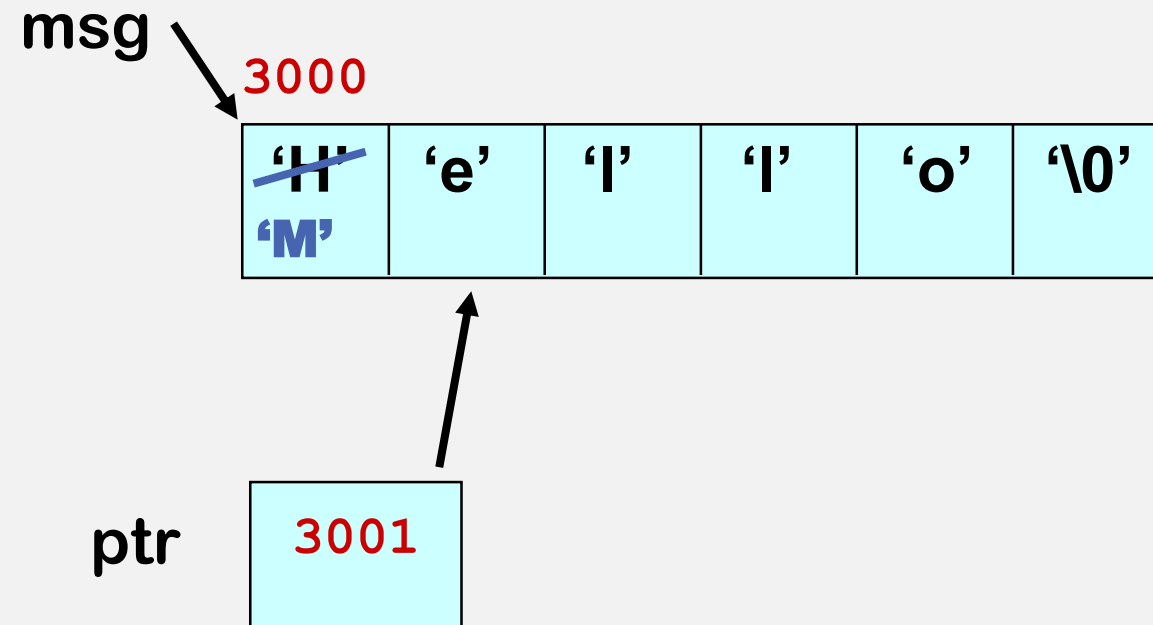 msg
3000
‘H’ ‘e’ ‘l’ ‘l’ ‘o’ ‘\0’
‘M’
ptr
3001